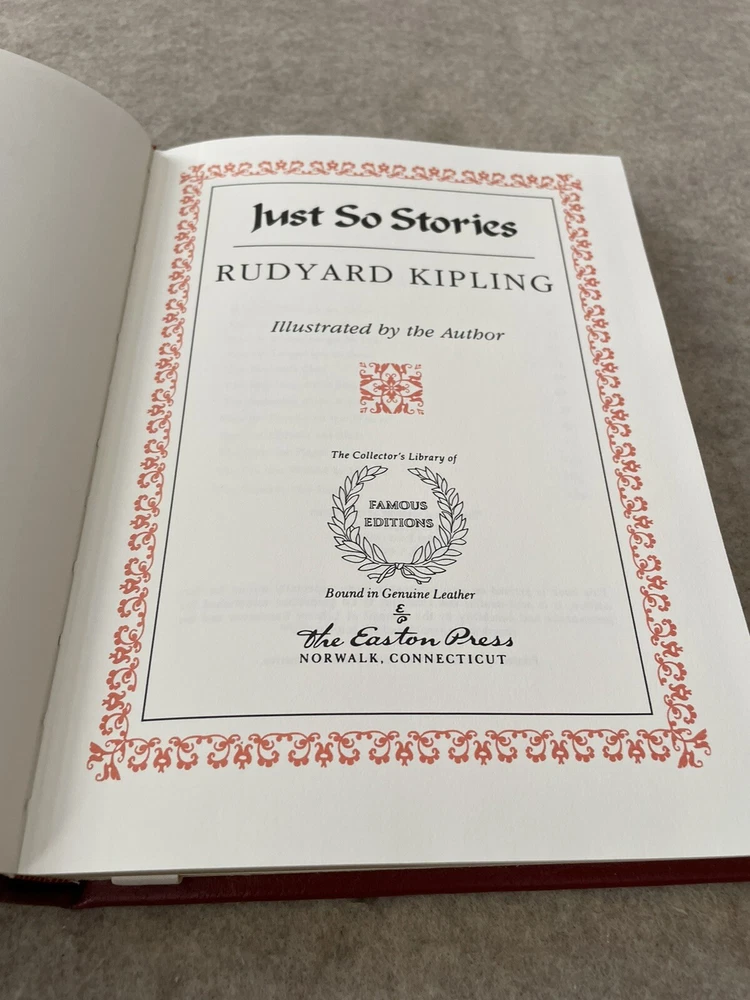 Just So Stories
RUDYARD KIPLING
Illustrated by the Author
The Collector's Library of
FAMOUS
EDITIONS
Bound in Genuine Leather
E
P
The Easton Press
NORWALK, CONNECTICUT